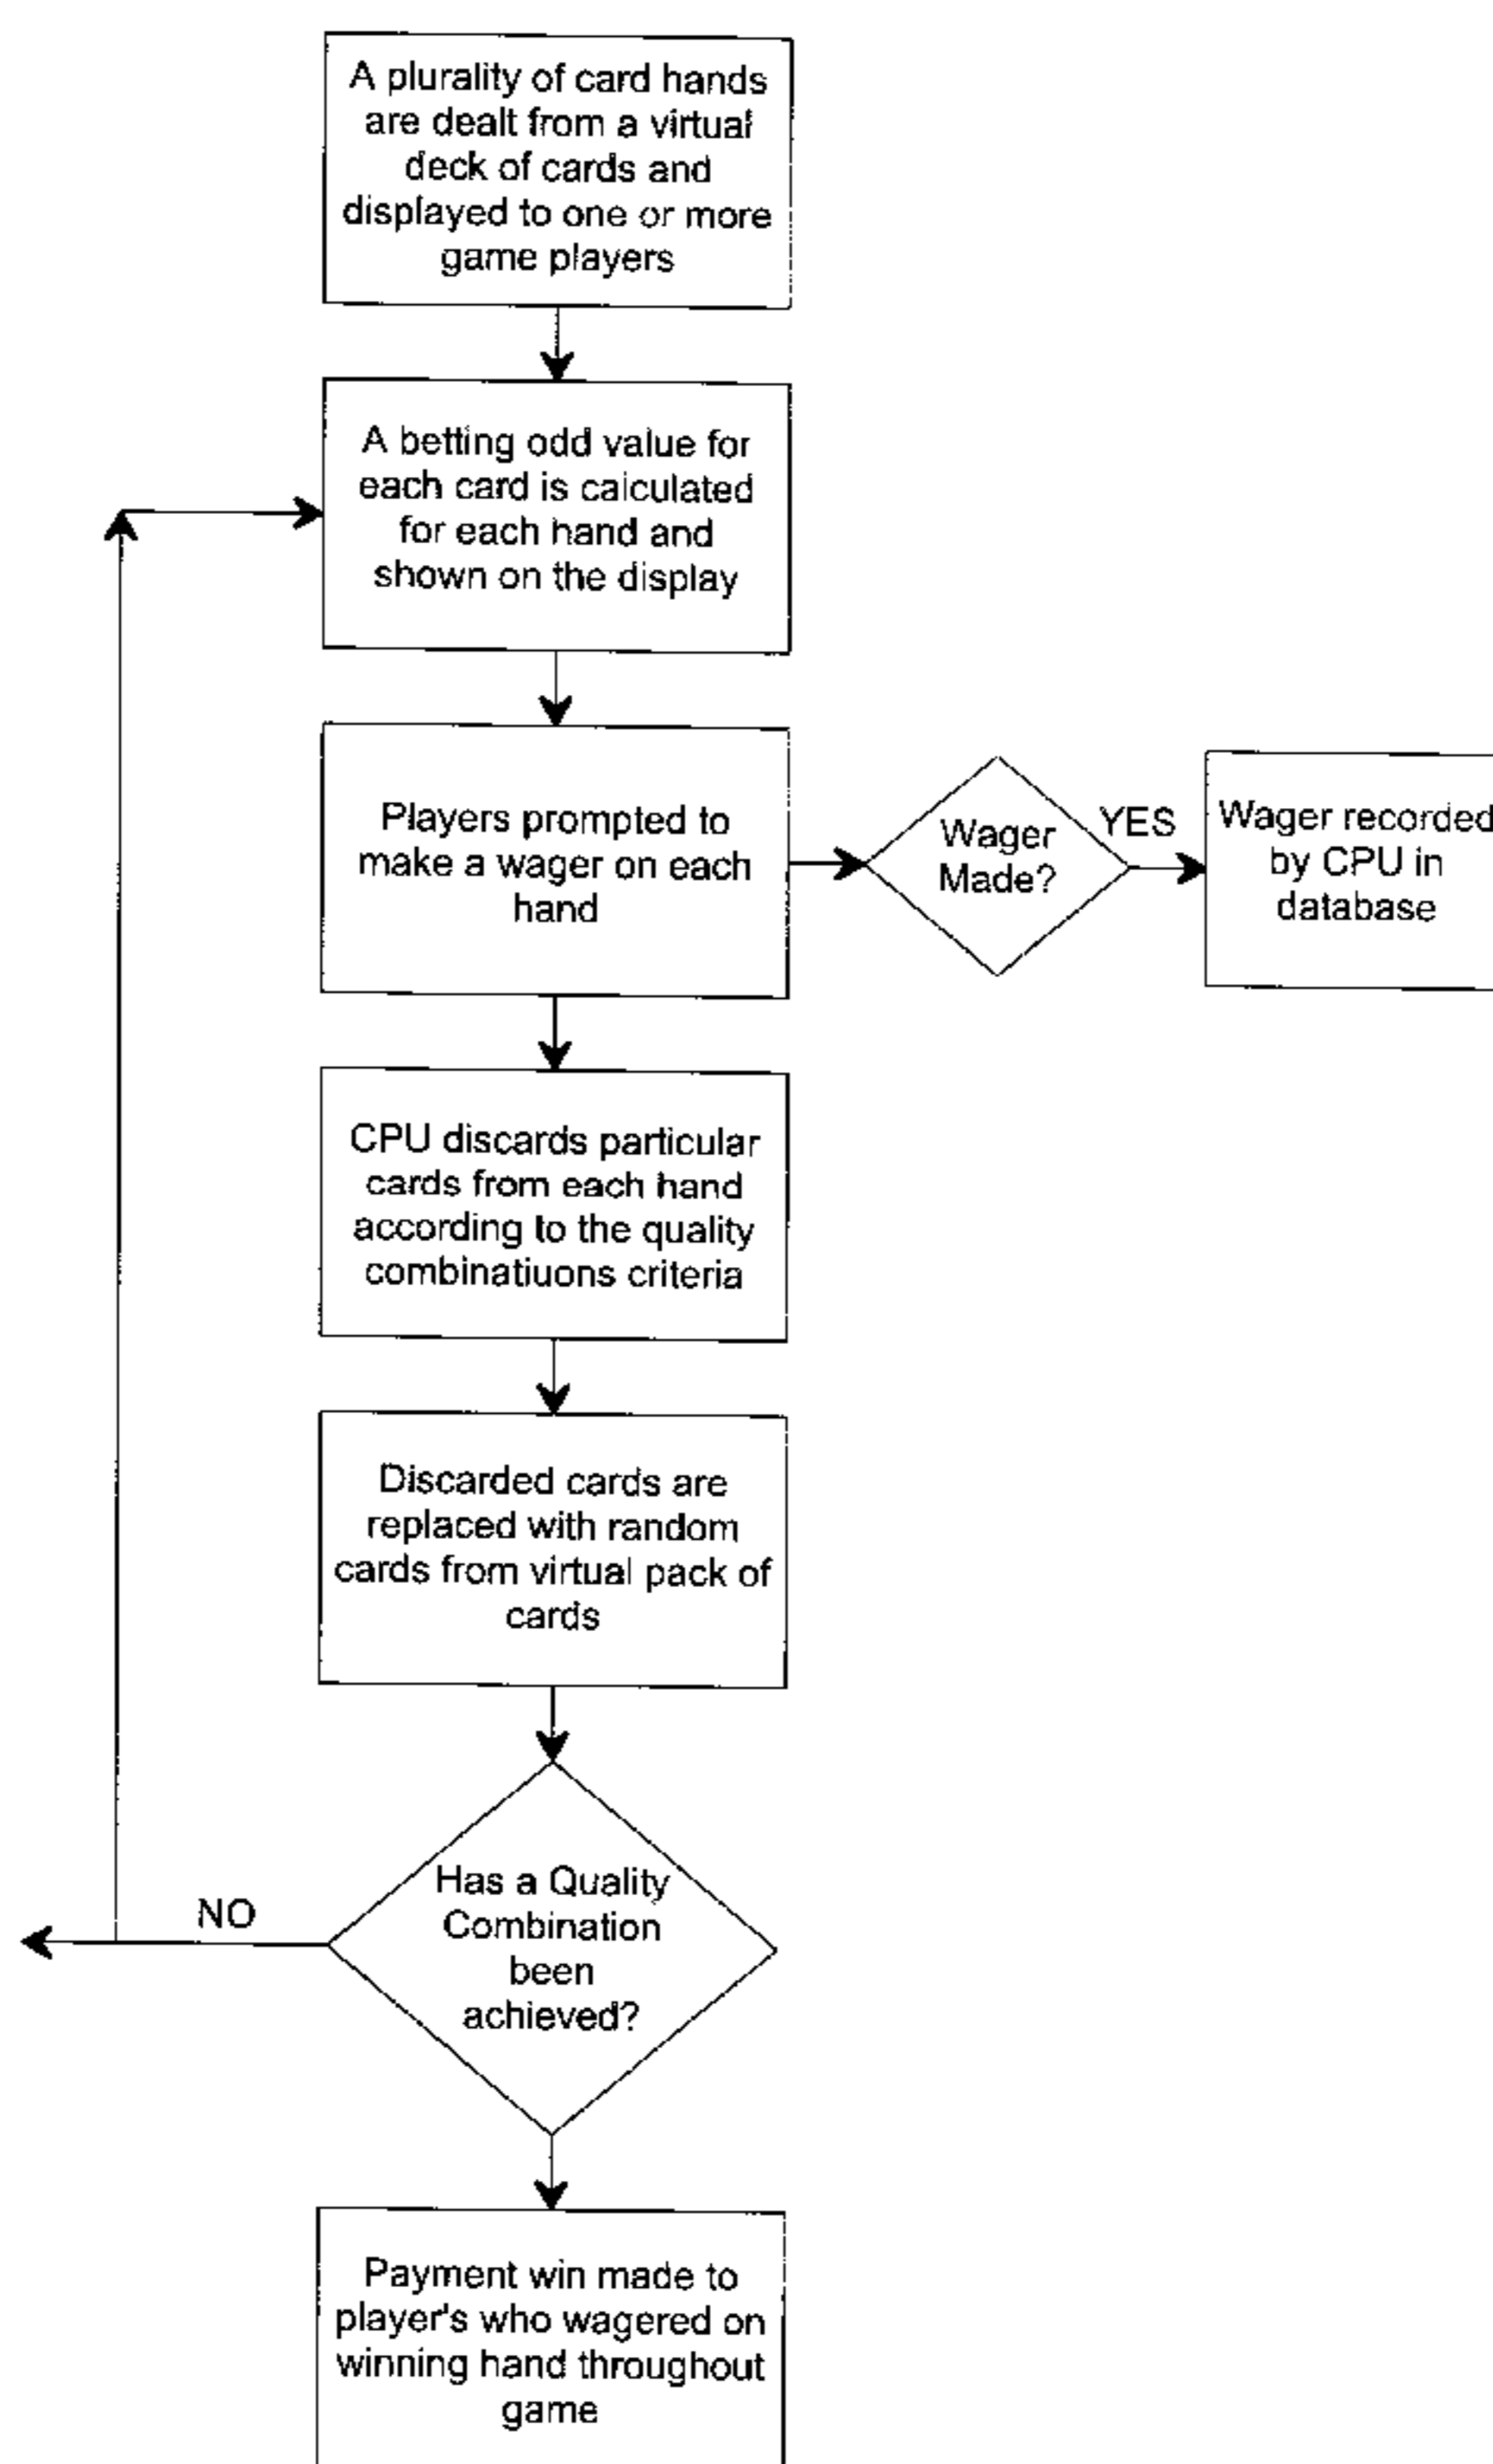 A plurality of card hands
are dealt from a virtual
deck of cards and
displayed to one or more
game players
A betting odd value for
each card is calculated
for each hand and
shown on the display
Players prompted to
make a wager on each
hand
Wager
Made?
YES
Wager recorded
by CPU in
database
CPU discards particular
cards from each hand
according to the quality
combinatiuons criteria
Discarded cards are
replaced with random
cards from virtual pack of
cards
Has a Quality
Combination
been
achieved?
NO
Payment win made to
player's who wagered on
winning hand throughout
game